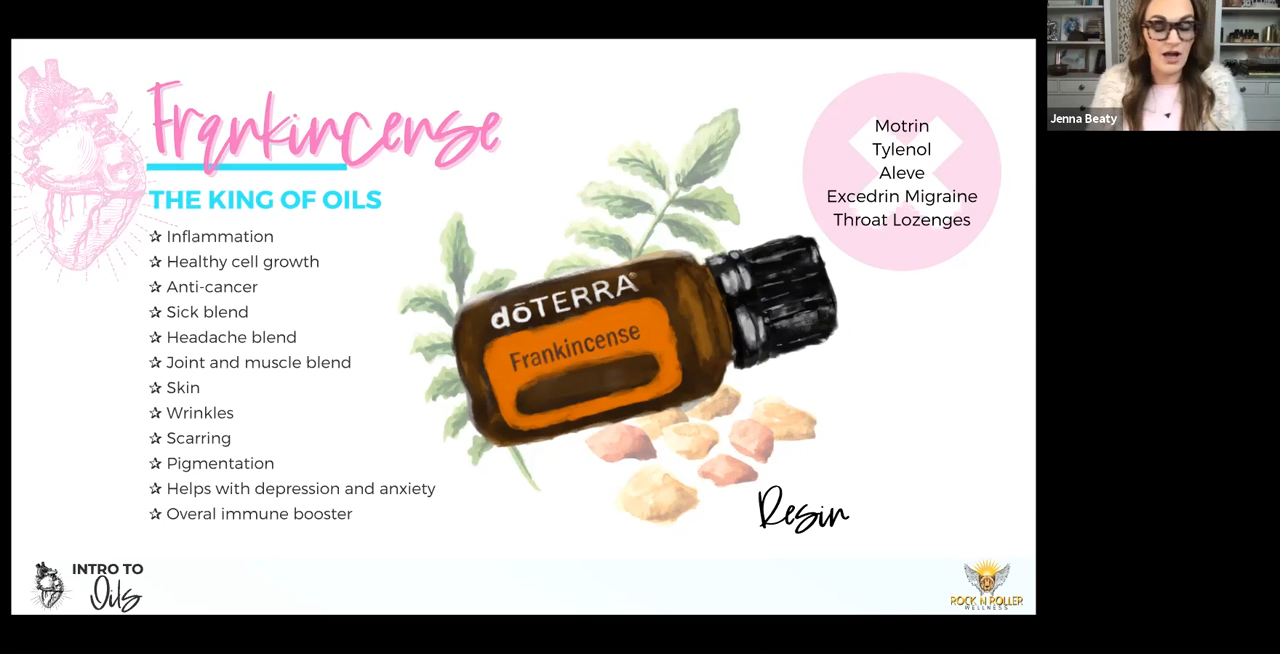 Frankincense
THE KING OF OILS
☆ Inflammation
☆ Healthy cell growth
☆ Anti-cancer
☆ Sick blend
☆ Headache blend
☆ Joint and muscle blend
☆ Skin
☆ Wrinkles
☆ Scarring
☆ Pigmentation
☆ Helps with depression and anxiety
☆ Overal immune booster
dōTERRA®
Frankincense
Resin
Motrin
Tylenol
Aleve
Excedrin Migraine
Throat Lozenges
Jenna Beaty
INTRO TO
Oils
ROCK N ROLLER
WELLNESS